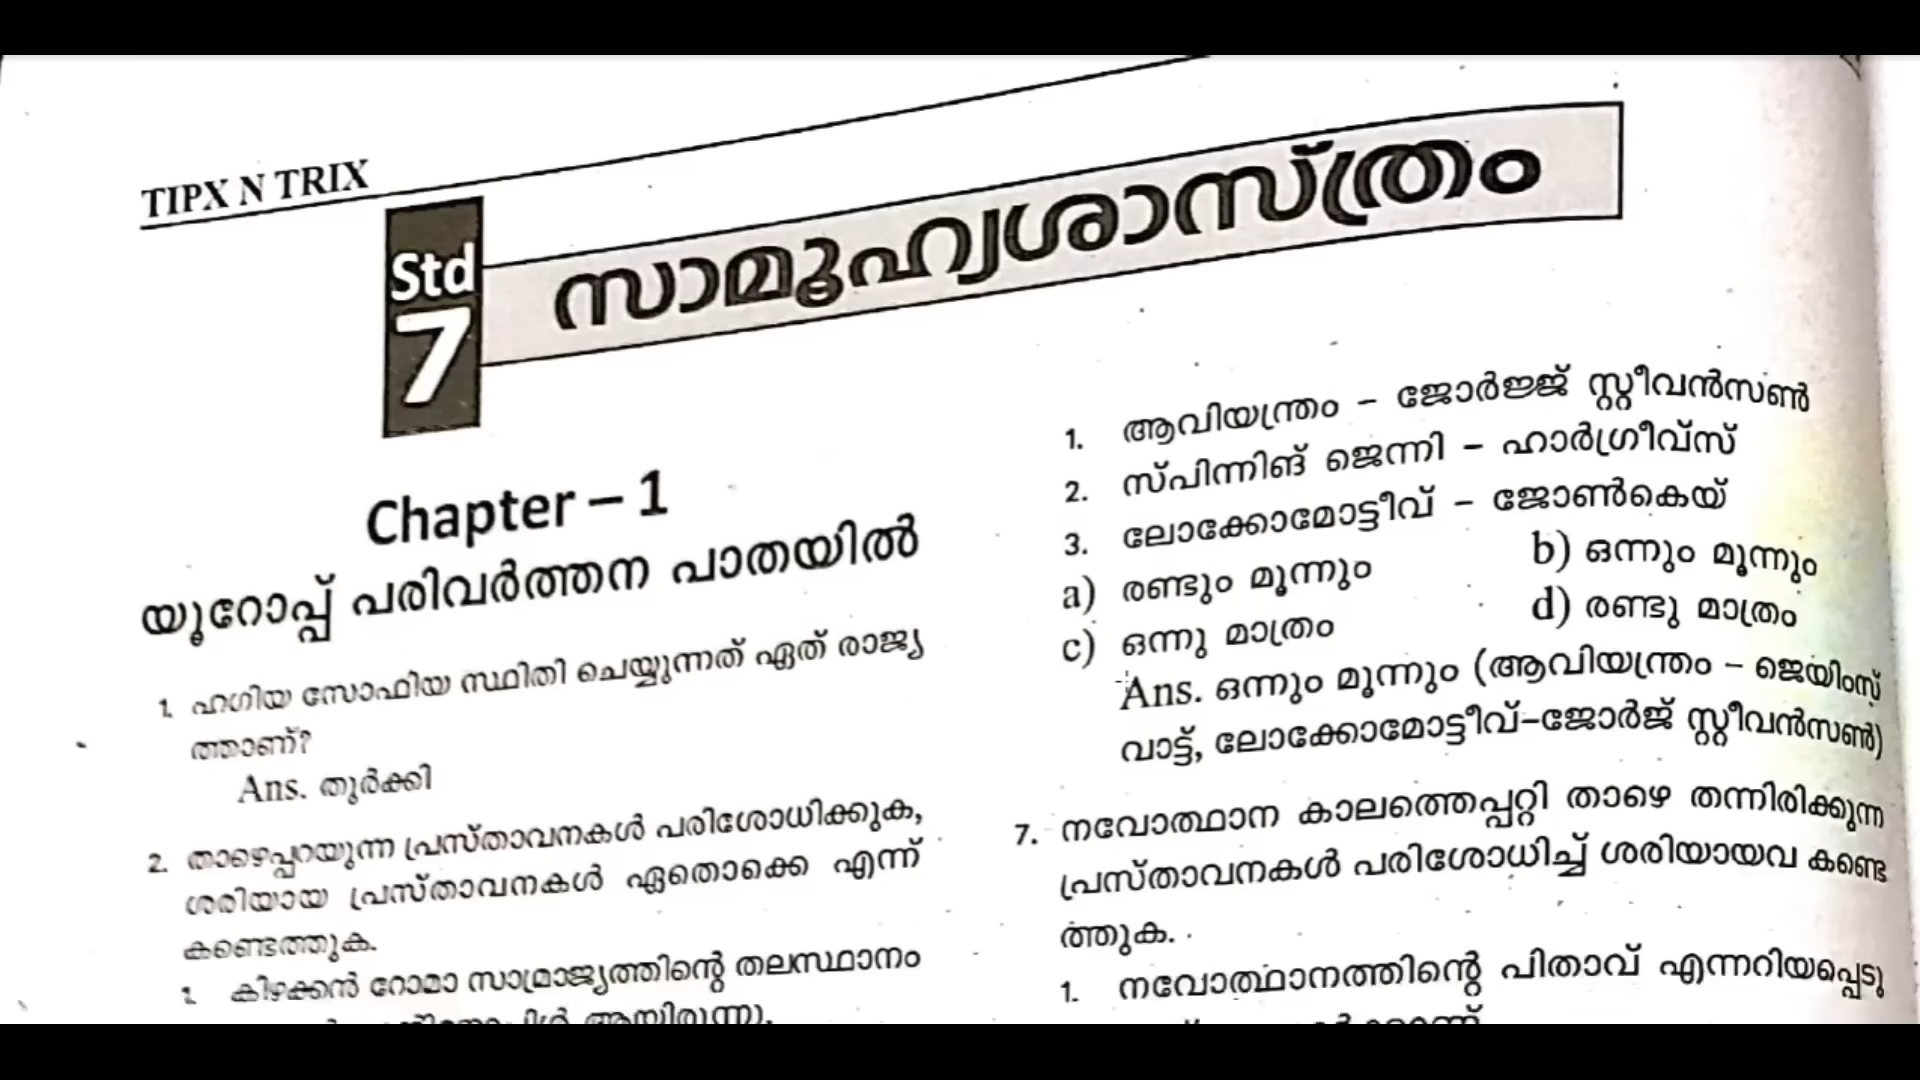 TIPX N TRIX
Std
7
സാമൂഹ്യശാസ്ത്രം
Chapter – 1
യൂറോപ്പ് പരിവർത്തന പാതയിൽ
1. ഹഗിയ സോഫിയ സ്ഥിതി ചെയ്യുന്നത് ഏത് രാജ്യ
ത്താണ്?
Ans. തുർക്കി
2. താഴെപ്പറയുന്ന പ്രസ്താവനകൾ പരിശോധിക്കുക,
ശരിയായ പ്രസ്താവനകൾ ഏതൊക്കെ എന്ന്
കണ്ടെത്തുക.
1. കിഴക്കൻ റോമാ സാമ്രാജ്യത്തിന്റെ തലസ്ഥാനം
ആയിരുന്നു.
1. ആവിയന്ത്രം – ജോർജ്ജ് സ്റ്റീവൻസൺ
2. സ്പിന്നിങ് ജെന്നി – ഹാർഗ്രീവ്സ്
3. ലോക്കോമോട്ടീവ് – ജോൺകെയ്
a) രണ്ടും മൂന്നും b) ഒന്നും മൂന്നും
c) ഒന്നു മാത്രം d) രണ്ടു മാത്രം
Ans. ഒന്നും മൂന്നും (ആവിയന്ത്രം – ജെയിംസ്
വാട്ട്, ലോക്കോമോട്ടീവ്–ജോർജ് സ്റ്റീവൻസൺ)
7. നവോത്ഥാന കാലത്തെപ്പറ്റി താഴെ തന്നിരിക്കുന്ന
പ്രസ്താവനകൾ പരിശോധിച്ച് ശരിയായവ കണ്ടെ
ത്തുക.
1. നവോത്ഥാനത്തിന്റെ പിതാവ് എന്നറിയപ്പെടു